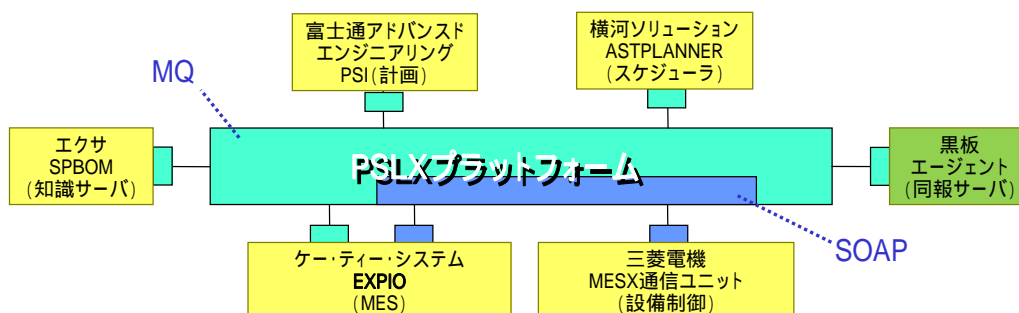 富士通アドバンスド
エンジニアリング
PSI(計画)
横河ソリューション
ASTPLANNER
(スケジューラ)
MQ
エクサ
SPBOM
(知識サーバ)
PSLXプラットフォーム
黒板
エージェント
(同報サーバ)
SOAP
ケー・ティー・システム
EXPIO
(MES)
三菱電機
MESX通信ユニット
(設備制御)